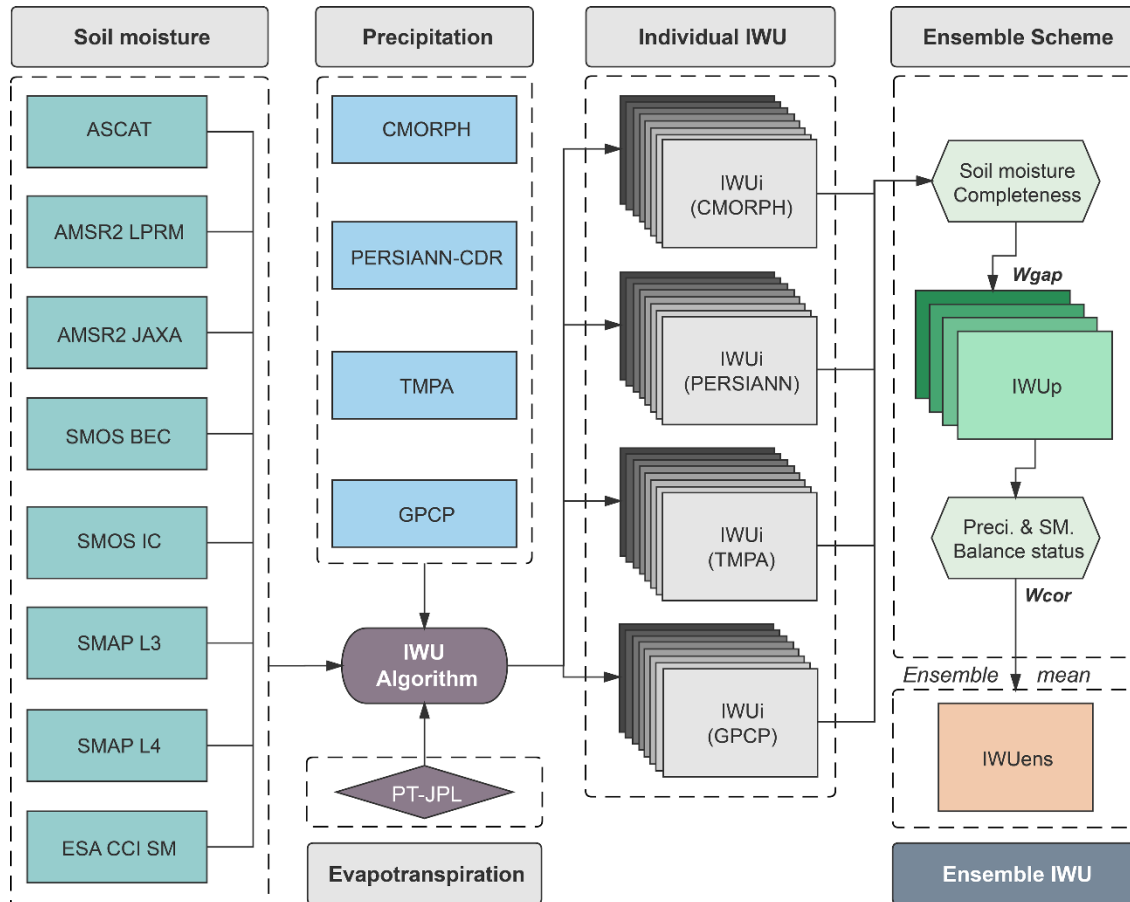 Soil moisture
ASCAT
AMSR2 LPRM
AMSR2 JAXA
SMOS BEC
SMOS IC
SMAP L3
SMAP L4
ESA CCI SM
Precipitation
CMORPH
PERSIANN-CDR
TMPA
GPCP
IWU
Algorithm
PT-JPL
Evapotranspiration
Individual IWU
IWUi
(CMORPH)
IWUi
(PERSIANN)
IWUi
(TMPA)
IWUi
(GPCP)
Ensemble Scheme
Soil moisture
Completeness
Wgap
IWUp
Preci. & SM.
Balance status
Wcor
Ensemble mean
IWUens
Ensemble IWU